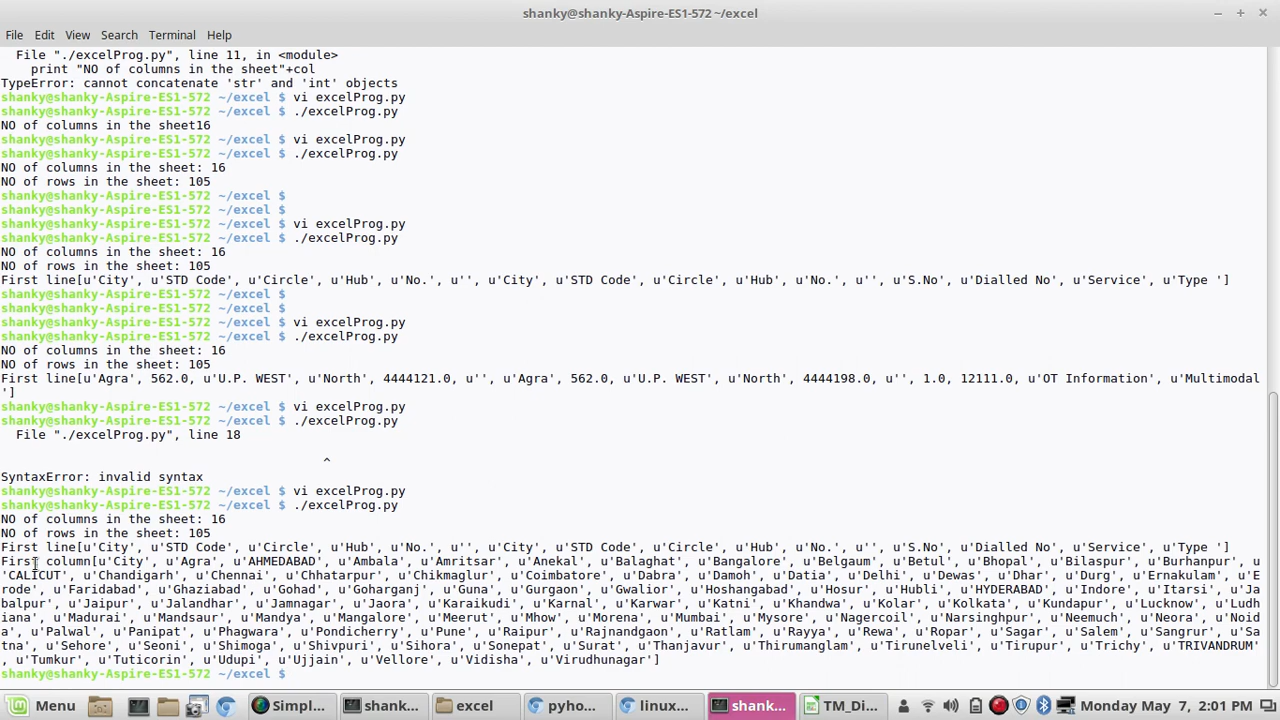 shanky@shanky-Aspire-ES1-572 ~/excel
File Edit View Search Terminal Help
File "./excelProg.py", line 11, in <module>
print "NO of columns in the sheet"+col
TypeError: cannot concatenate 'str' and 'int' objects
shanky@shanky-Aspire-ES1-572 ~/excel $ vi excelProg.py
shanky@shanky-Aspire-ES1-572 ~/excel $ ./excelProg.py
NO of columns in the sheet16
shanky@shanky-Aspire-ES1-572 ~/excel $ vi excelProg.py
shanky@shanky-Aspire-ES1-572 ~/excel $ ./excelProg.py
NO of columns in the sheet: 16
NO of rows in the sheet: 105
shanky@shanky-Aspire-ES1-572 ~/excel $
shanky@shanky-Aspire-ES1-572 ~/excel $
shanky@shanky-Aspire-ES1-572 ~/excel $ vi excelProg.py
shanky@shanky-Aspire-ES1-572 ~/excel $ ./excelProg.py
NO of columns in the sheet: 16
NO of rows in the sheet: 105
First line[u'City', u'STD Code', u'Circle', u'Hub', u'No.', u'', u'City', u'STD Code', u'Circle', u'Hub', u'No.', u'', u'S.No', u'Dialled No', u'Service', u'Type ']
shanky@shanky-Aspire-ES1-572 ~/excel $
shanky@shanky-Aspire-ES1-572 ~/excel $
shanky@shanky-Aspire-ES1-572 ~/excel $ vi excelProg.py
shanky@shanky-Aspire-ES1-572 ~/excel $ ./excelProg.py
NO of columns in the sheet: 16
NO of rows in the sheet: 105
First line[u'Agra', 562.0, u'U.P. WEST', u'North', 4444121.0, u'', u'Agra', 562.0, u'U.P. WEST', u'North', 4444198.0, u'', 1.0, 12111.0, u'OT Information', u'Multimodal
']
shanky@shanky-Aspire-ES1-572 ~/excel $ vi excelProg.py
shanky@shanky-Aspire-ES1-572 ~/excel $ ./excelProg.py
File "./excelProg.py", line 18
^
SyntaxError: invalid syntax
shanky@shanky-Aspire-ES1-572 ~/excel $ vi excelProg.py
shanky@shanky-Aspire-ES1-572 ~/excel $ ./excelProg.py
NO of columns in the sheet: 16
NO of rows in the sheet: 105
First line[u'City', u'STD Code', u'Circle', u'Hub', u'No.', u'', u'City', u'STD Code', u'Circle', u'Hub', u'No.', u'', u'S.No', u'Dialled No', u'Service', u'Type ']
First column[u'City', u'Agra', u'AHMEDABAD', u'Ambala', u'Amritsar', u'Anekal', u'Balaghat', u'Bangalore', u'Belgaum', u'Betul', u'Bhopal', u'Bilaspur', u'Burhanpur', u
'CALICUT', u'Chandigarh', u'Chennai', u'Chhatarpur', u'Chikmaglur', u'Coimbatore', u'Dabra', u'Damoh', u'Datia', u'Delhi', u'Dewas', u'Dhar', u'Durg', u'Ernakulam', u'E
rode', u'Faridabad', u'Ghaziabad', u'Gohad', u'Goharganj', u'Guna', u'Gurgaon', u'Gwalior', u'Hoshangabad', u'Hosur', u'Hubli', u'HYDERABAD', u'Indore', u'Itarsi', u'Ja
balpur', u'Jaipur', u'Jalandhar', u'Jamnagar', u'Jaora', u'Karaikudi', u'Karnal', u'Karwar', u'Katni', u'Khandwa', u'Kolar', u'Kolkata', u'Kundapur', u'Lucknow', u'Ludh
iana', u'Madurai', u'Mandsaur', u'Mandya', u'Mangalore', u'Meerut', u'Mhow', u'Morena', u'Mumbai', u'Mysore', u'Nagercoil', u'Narsinghpur', u'Neemuch', u'Neora', u'Noid
a', u'Palwal', u'Panipat', u'Phagwara', u'Pondicherry', u'Pune', u'Raipur', u'Rajnandgaon', u'Ratlam', u'Rayya', u'Rewa', u'Ropar', u'Sagar', u'Salem', u'Sangrur', u'Sa
tna', u'Sehore', u'Seoni', u'Shimoga', u'Shivpuri', u'Sihora', u'Sonepat', u'Surat', u'Thanjavur', u'Thirumanglam', u'Tirunelveli', u'Tirupur', u'Trichy', u'TRIVANDRUM'
, u'Tumkur', u'Tuticorin', u'Udupi', u'Ujjain', u'Vellore', u'Vidisha', u'Virudhunagar']
shanky@shanky-Aspire-ES1-572 ~/excel $
Menu Simpl... shank... excel pyho... linux... shank... TM_Di... Monday May 7, 2:01 PM